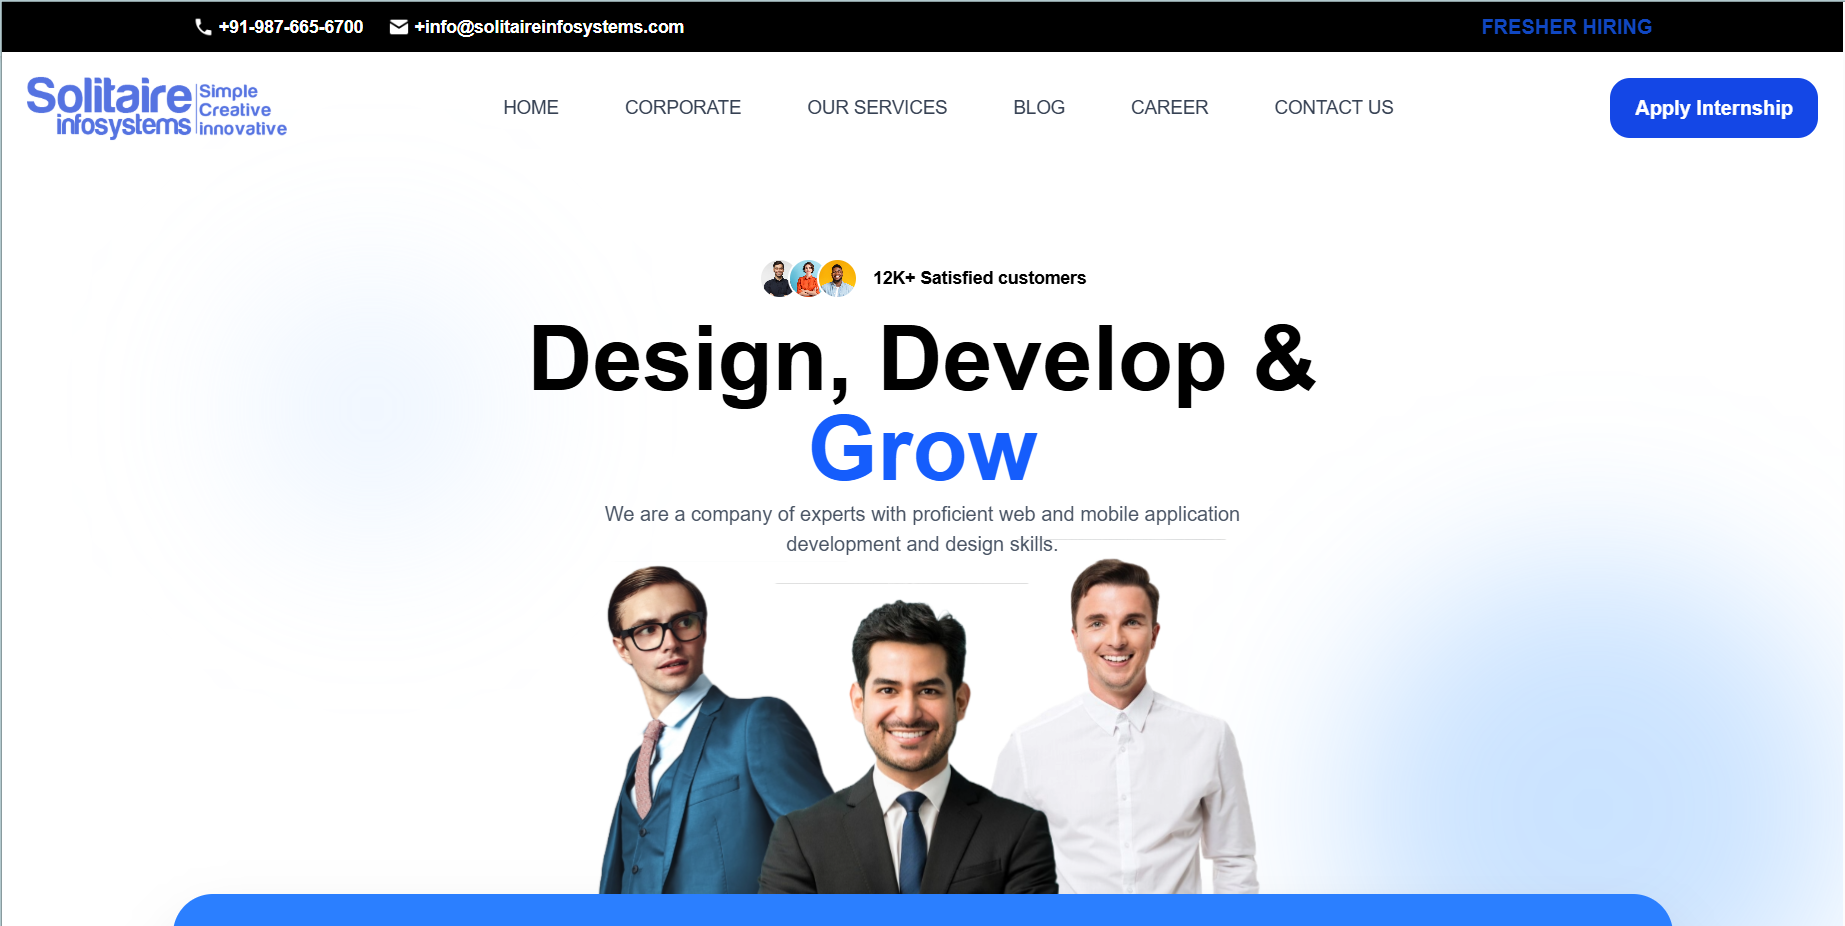 +91-987-665-6700 +info@solitaireinfosystems.com FRESHER HIRING
Solitaire infosystems
Simple
Creative
innovative
HOME CORPORATE OUR SERVICES BLOG CAREER CONTACT US
Apply Internship
12K+ Satisfied customers
Design, Develop &
Grow
We are a company of experts with proficient web and mobile application
development and design skills.